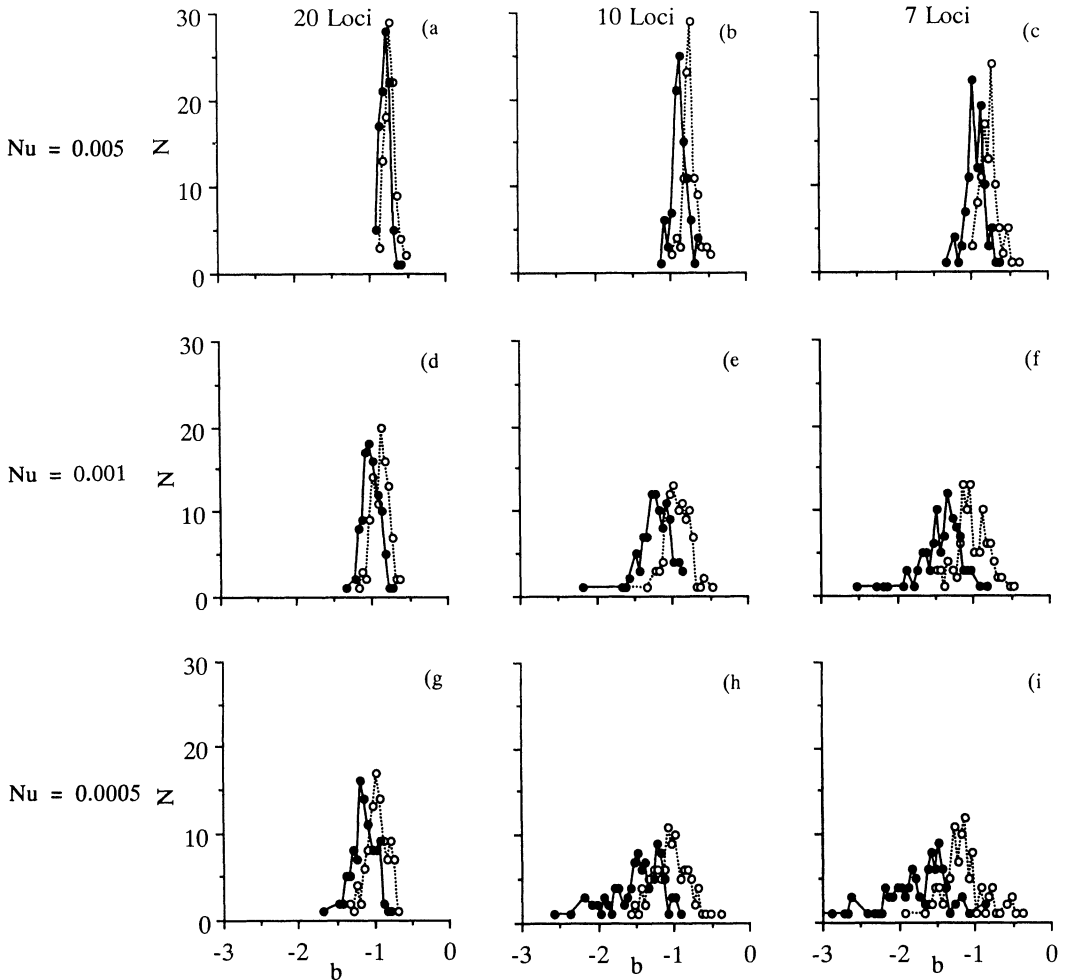 20 Loci
10 Loci
7 Loci
(a
(b
(c
30
20
10
0
N
Nu = 0.005
(d
(e
(f
30
20
10
0
N
Nu = 0.001
(g
(h
(i
30
20
10
0
N
Nu = 0.0005
-3 -2 -1 0
-3 -2 -1 0
-3 -2 -1 0
b
b
b